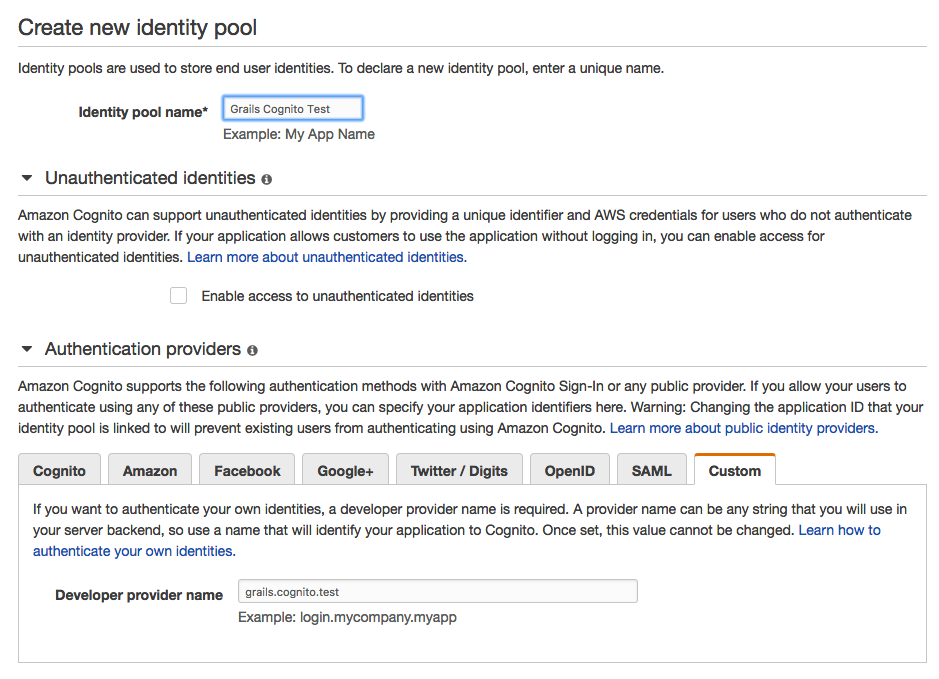 Create new identity pool
Identity pools are used to store end user identities. To declare a new identity pool, enter a unique name.
Identity pool name* Grails Cognito Test
Example: My App Name
Unauthenticated identities
Amazon Cognito can support unauthenticated identities by providing a unique identifier and AWS credentials for users who do not authenticate
with an identity provider. If your application allows customers to use the application without logging in, you can enable access for
unauthenticated identities. Learn more about unauthenticated identities.
Enable access to unauthenticated identities
Authentication providers
Amazon Cognito supports the following authentication methods with Amazon Cognito Sign-In or any public provider. If you allow your users to
authenticate using any of these public providers, you can specify your application identifiers here. Warning: Changing the application ID that your
identity pool is linked to will prevent existing users from authenticating using Amazon Cognito. Learn more about public identity providers.
Cognito Amazon Facebook Google+ Twitter / Digits OpenID SAML Custom
If you want to authenticate your own identities, a developer provider name is required. A provider name can be any string that you will use in
your server backend, so use a name that will identify your application to Cognito. Once set, this value cannot be changed. Learn how to
authenticate your own identities.
Developer provider name grails.cognito.test
Example: login.mycompany.myapp